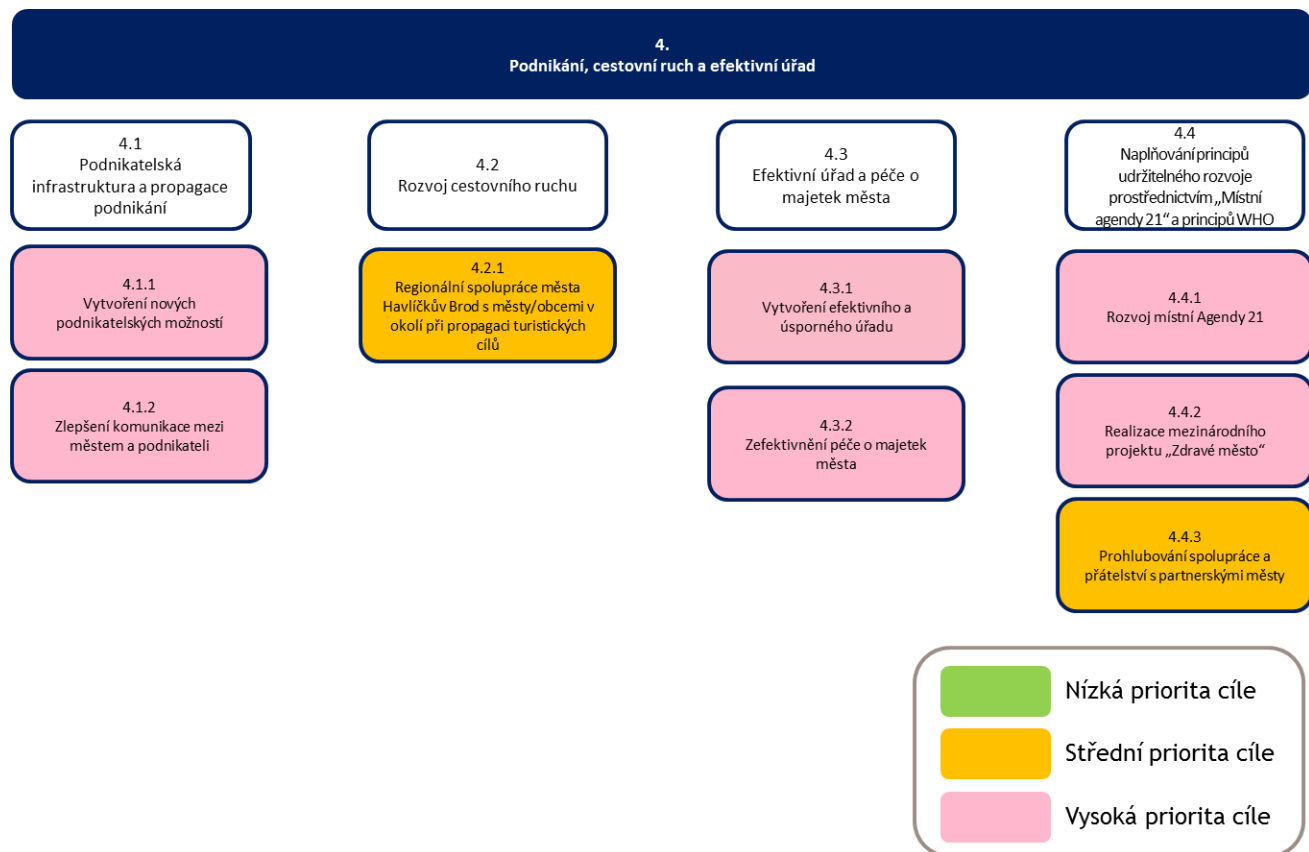 4.
Podnikání, cestovní ruch a efektivní úřad
4.1
Podnikatelská
infrastruktura a propagace
podnikání
4.2
Rozvoj cestovního ruchu
4.3
Efektivní úřad a péče o
majetek města
4.4
Naplňování principů
udržitelného rozvoje
prostřednictvím „Místní
agendy 21“ a principů WHO
4.1.1
Vytvoření nových
podnikatelských možností
4.1.2
Zlepšení komunikace mezi
městem a podnikateli
4.2.1
Regionální spolupráce města
Havlíčkův Brod s městy/obcemi v
okolí při propagaci turistických
cílů
4.3.1
Vytvoření efektivního a
úsporného úřadu
4.3.2
Zefektivnění péče o majetek
města
4.4.1
Rozvoj místní Agendy 21
4.4.2
Realizace mezinárodního
projektu „Zdravé město“
4.4.3
Prohlubování spolupráce a
přátelství s partnerskými městy
Nízká priorita cíle
Střední priorita cíle
Vysoká priorita cíle